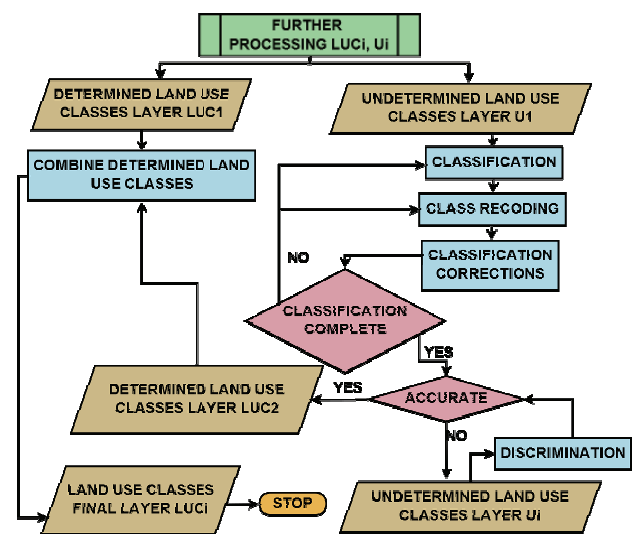 FURTHER
PROCESSING LUCi, Ui
DETERMINED LAND USE
CLASSES LAYER LUC1
UNDETERMINED LAND USE
CLASSES LAYER U1
COMBINE DETERMINED LAND
USE CLASSES
CLASSIFICATION
CLASS RECODING
CLASSIFICATION
CORRECTIONS
NO
CLASSIFICATION
COMPLETE
YES
DETERMINED LAND USE
CLASSES LAYER LUC2
YES
ACCURATE
NO
DISCRIMINATION
LAND USE CLASSES
FINAL LAYER LUCi
STOP
UNDETERMINED LAND USE
CLASSES LAYER Ui